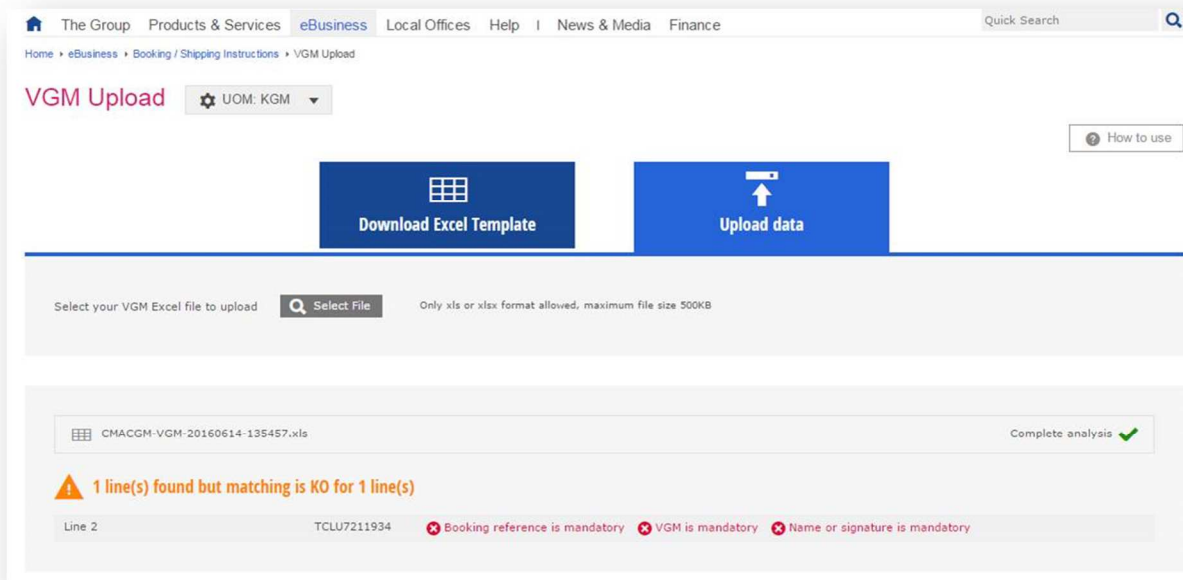 The Group Products & Services eBusiness Local Offices Help | News & Media Finance Quick Search
Home › eBusiness › Booking / Shipping Instructions › VGM Upload
VGM Upload UOM: KGM
How to use
Download Excel Template Upload data
Select your VGM Excel file to upload Select File Only xls or xlsx format allowed, maximum file size 500KB
CMACGM-VGM-20160614-135457.xls Complete analysis
1 line(s) found but matching is KO for 1 line(s)
Line 2 TCLU7211934 Booking reference is mandatory VGM is mandatory Name or signature is mandatory